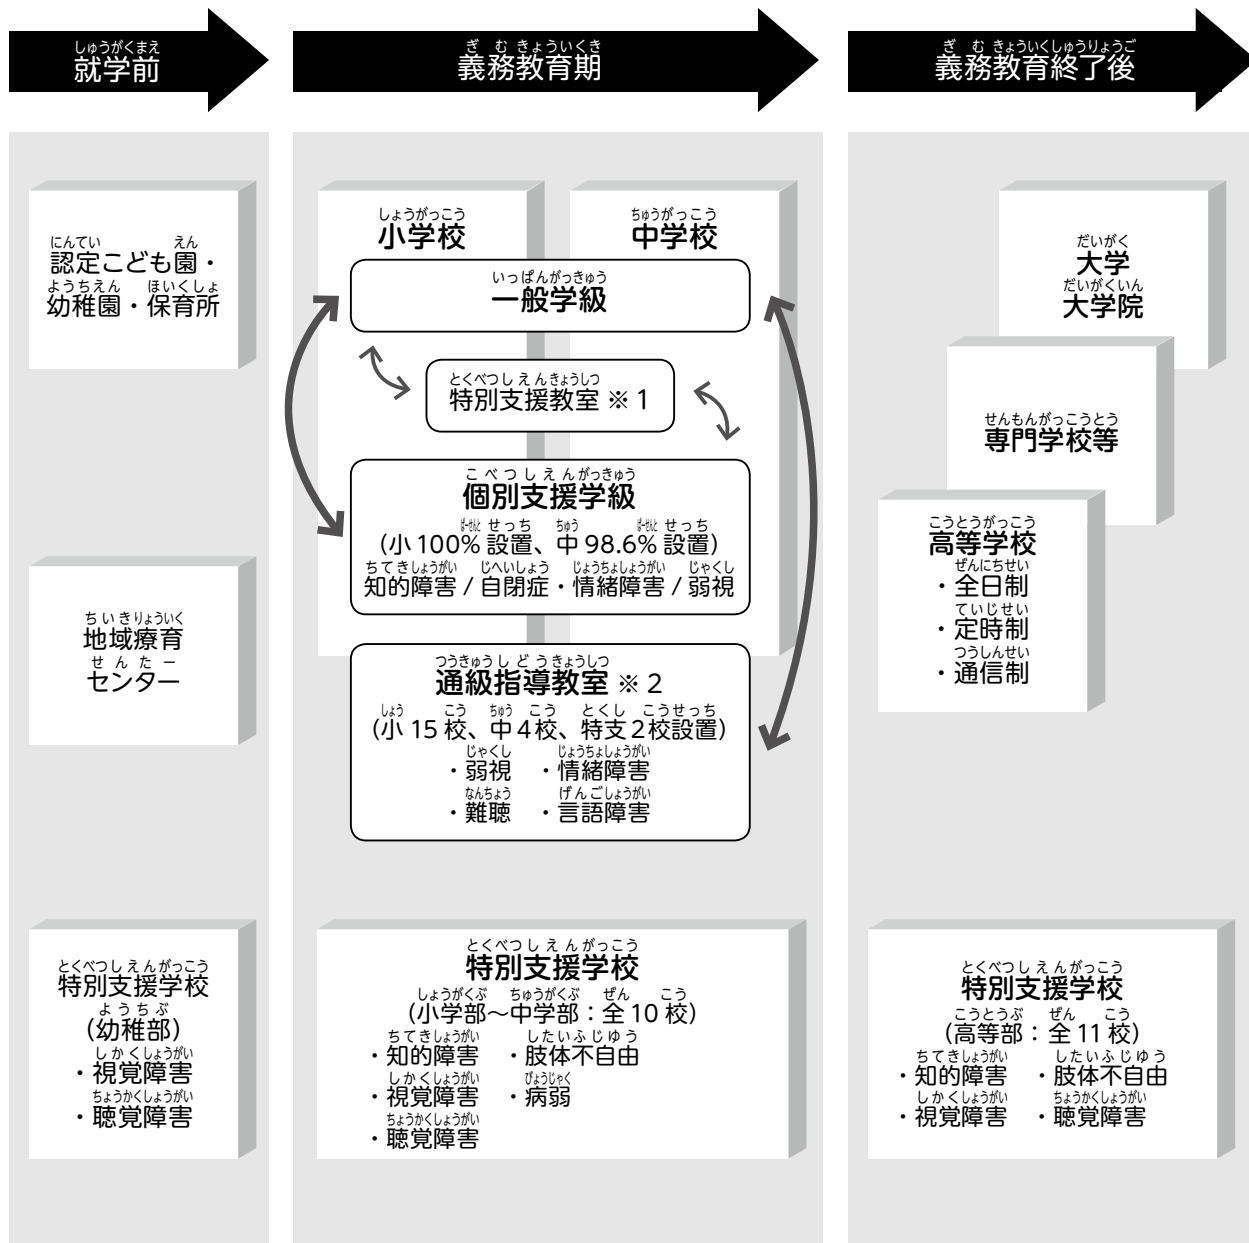 しゅうがくまえ
就学前
ぎむきょういくき
義務教育期
ぎむきょういくしゅうりょうご
義務教育終了後
にんてい えん
認定こども園・
ようちえん ほいくしょ
幼稚園・保育所
ちいきりょういく
地域療育
せんたー
センター
とくべつしえんがっこう
特別支援学校
ようちぶ
(幼稚部)
しかくしょうがい
・視覚障害
ちょうかくしょうがい
・聴覚障害
しょうがっこう
小学校
ちゅうがっこう
中学校
いっぱんがっきゅう
一般学級
とくべつしえんきょうしつ
特別支援教室 ※ 1
こべつしえんがっきゅう
個別支援学級
ぱーせんと せっち ちゅう ぱーせんと せっち
(小 100% 設置、中 98.6% 設置)
ちてきしょうがい じへいしょう じょうちょしょうがい じゃくし
知的障害 / 自閉症・情緒障害 / 弱視
つうきゅうしどうきょうしつ
通級指導教室 ※ 2
しょう こう ちゅう こう とくし こうせっち
(小 15 校、中 4 校、特支 2 校設置)
じゃくし じょうちょしょうがい
・弱視 ・情緒障害
なんちょう げんごしょうがい
・難聴 ・言語障害
とくべつしえんがっこう
特別支援学校
しょうがくぶ ちゅうがくぶ ぜん こう
(小学部～中学部：全 10 校)
ちてきしょうがい したいふじゆう
・知的障害 ・肢体不自由
しかくしょうがい びょうじゃく
・視覚障害 ・病弱
ちょうかくしょうがい
・聴覚障害
だいがく
大学
だいがくいん
大学院
せんもんがっこうとう
専門学校等
こうとうがっこう
高等学校
ぜんにちせい
・全日制
ていじせい
・定時制
つうしんせい
・通信制
とくべつしえんがっこう
特別支援学校
こうとうぶ ぜん こう
(高等部：全 11 校)
ちてきしょうがい したいふじゆう
・知的障害 ・肢体不自由
しかくしょうがい ちょうかくしょうがい
・視覚障害 ・聴覚障害